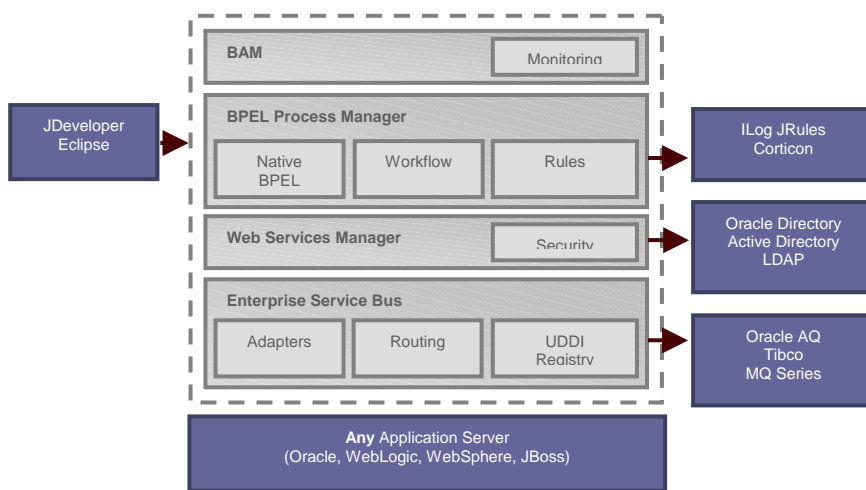 BAM
Monitoring
JDeveloper
Eclipse
BPEL Process Manager
Native
BPEL
Workflow
Rules
ILog JRules
Corticon
Web Services Manager
Security
Oracle Directory
Active Directory
LDAP
Enterprise Service Bus
Adapters
Routing
UDDI
Registry
Oracle AQ
Tibco
MQ Series
Any Application Server
(Oracle, WebLogic, WebSphere, JBoss)